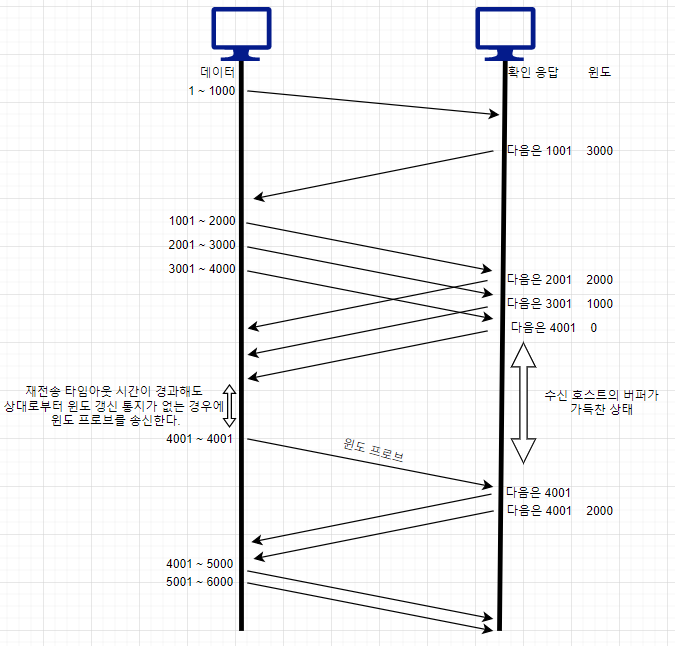 데이터
확인 응답 윈도
1 ~ 1000
다음은 1001 3000
1001 ~ 2000
2001 ~ 3000
3001 ~ 4000
다음은 2001 2000
다음은 3001 1000
다음은 4001 0
재전송 타임아웃 시간이 경과해도
상대로부터 윈도 갱신 통지가 없는 경우에
윈도 프로브를 송신한다.
수신 호스트의 버퍼가
가득찬 상태
4001 ~ 4001
윈도 프로브
다음은 4001
다음은 4001 2000
4001 ~ 5000
5001 ~ 6000